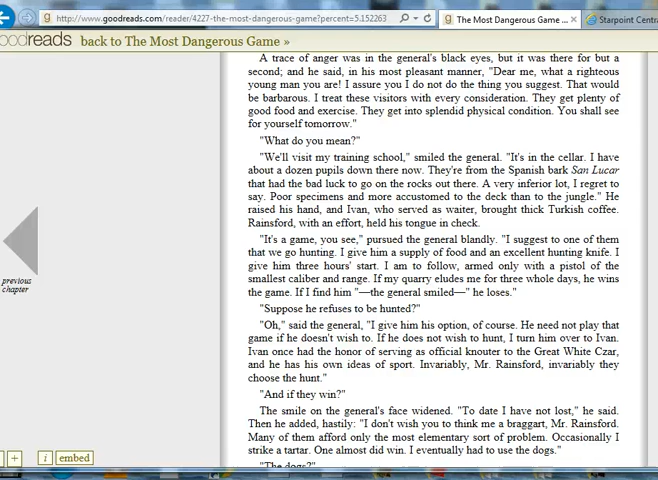 http://www.goodreads.com/reader/4227-the-most-dangerous-game?percent=5.152263
The Most Dangerous Game ...
Starpoint Centra
oodreads back to The Most Dangerous Game »
A trace of anger was in the general's black eyes, but it was there for but a
second; and he said, in his most pleasant manner, "Dear me, what a righteous
young man you are! I assure you I do not do the thing you suggest. That would
be barbarous. I treat these visitors with every consideration. They get plenty of
good food and exercise. They get into splendid physical condition. You shall see
for yourself tomorrow."
"What do you mean?"
"We'll visit my training school," smiled the general. "It's in the cellar. I have
about a dozen pupils down there now. They're from the Spanish bark San Lucar
that had the bad luck to go on the rocks out there. A very inferior lot, I regret to
say. Poor specimens and more accustomed to the deck than to the jungle." He
raised his hand, and Ivan, who served as waiter, brought thick Turkish coffee.
Rainsford, with an effort, held his tongue in check.
"It's a game, you see," pursued the general blandly. "I suggest to one of them
that we go hunting. I give him a supply of food and an excellent hunting knife. I
give him three hours' start. I am to follow, armed only with a pistol of the
smallest caliber and range. If my quarry eludes me for three whole days, he wins
the game. If I find him "—the general smiled—" he loses."
"Suppose he refuses to be hunted?"
"Oh," said the general, "I give him his option, of course. He need not play that
game if he doesn't wish to. If he does not wish to hunt, I turn him over to Ivan.
Ivan once had the honor of serving as official knouter to the Great White Czar,
and he has his own ideas of sport. Invariably, Mr. Rainsford, invariably they
choose the hunt."
"And if they win?"
The smile on the general's face widened. "To date I have not lost," he said.
Then he added, hastily: "I don't wish you to think me a braggart, Mr. Rainsford.
Many of them afford only the most elementary sort of problem. Occasionally I
strike a tartar. One almost did win. I eventually had to use the dogs."
"The dogs?"
previous
chapter
+ i embed